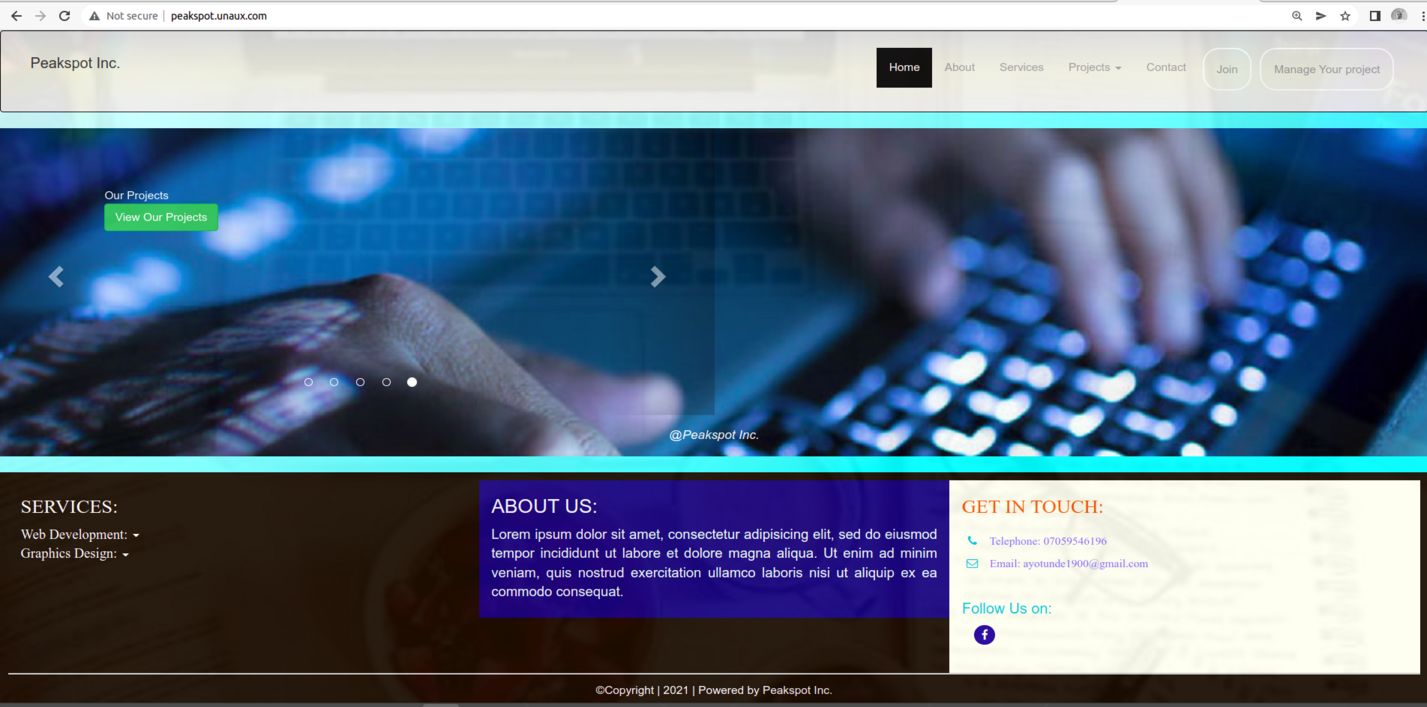 Not secure | peakspot.unaux.com
Peakspot Inc.
Home About Services Projects Contact Join Manage Your project
Our Projects
View Our Projects
@Peakspot Inc.
SERVICES:
Web Development:
Graphics Design:
ABOUT US:
Lorem ipsum dolor sit amet, consectetur adipisicing elit, sed do eiusmod
tempor incididunt ut labore et dolore magna aliqua. Ut enim ad minim
veniam, quis nostrud exercitation ullamco laboris nisi ut aliquip ex ea
commodo consequat.
GET IN TOUCH:
Telephone: 07059546196
Email: ayotunde1900@gmail.com
Follow Us on:
©Copyright | 2021 | Powered by Peakspot Inc.